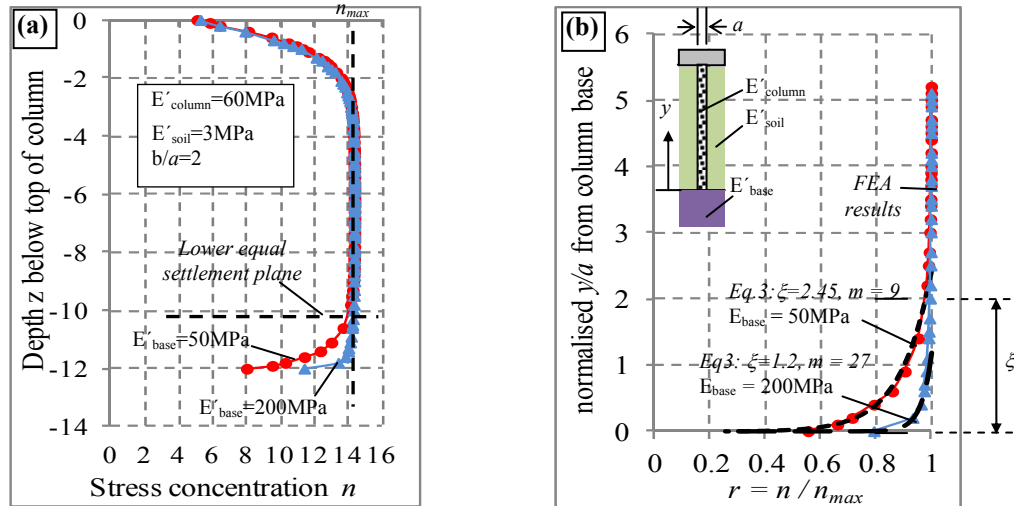 (a)
n_max
E´column=60MPa
E´soil=3MPa
b/a=2
Lower equal
settlement plane
E´base=50MPa
E´base=200MPa
0
-2
-4
-6
-8
-10
-12
-14
Depth z below top of column
0 2 4 6 8 10 12 14 16
Stress concentration n
(b)
a
y
E´column
E´soil
E´base
FEA
results
Eq.3: ξ=2.45, m = 9
Ebase = 50MPa
Eq3: ξ=1.2, m = 27
Ebase = 200MPa
ξ
6
5
4
3
2
1
0
normalised y/a from column base
0 0.2 0.4 0.6 0.8 1
r = n / n_max